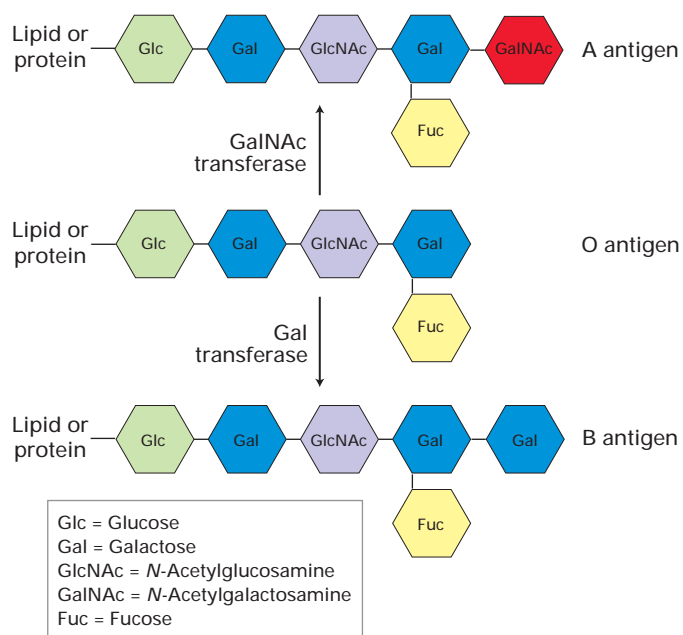 Lipid or
protein
Glc
Gal
GlcNAc
Gal
GalNAc
A antigen
Fuc
GalNAc
transferase
Lipid or
protein
Glc
Gal
GlcNAc
Gal
O antigen
Fuc
Gal
transferase
Lipid or
protein
Glc
Gal
GlcNAc
Gal
Gal
B antigen
Fuc
Glc = Glucose
Gal = Galactose
GlcNAc = N-Acetylglucosamine
GalNAc = N-Acetylgalactosamine
Fuc = Fucose